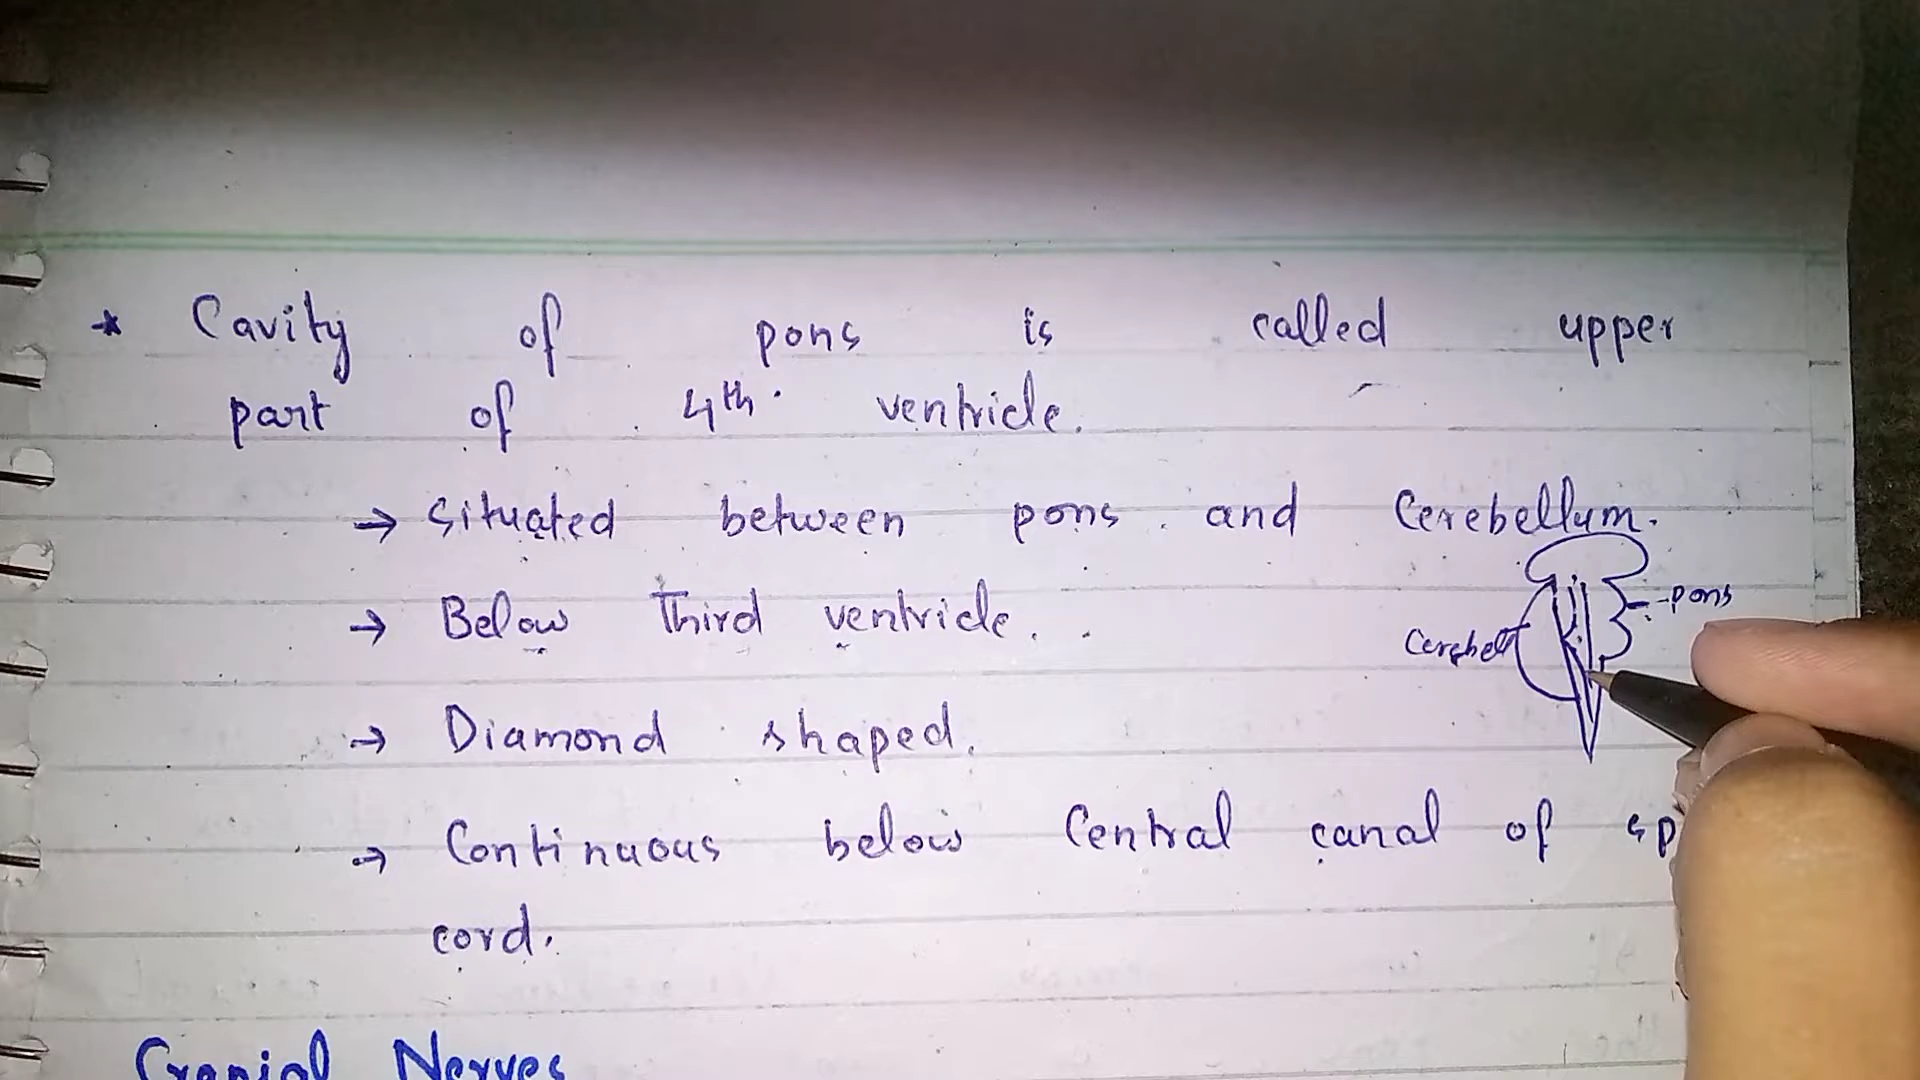 * Cavity of pons is called upper
part of 4th ventricle.
→ Situated between pons and Cerebellum.
→ Below Third ventricle.
pons
→ Diamond shaped.
→ Continuous below Central canal of sp
cord.
Cranial Nerves